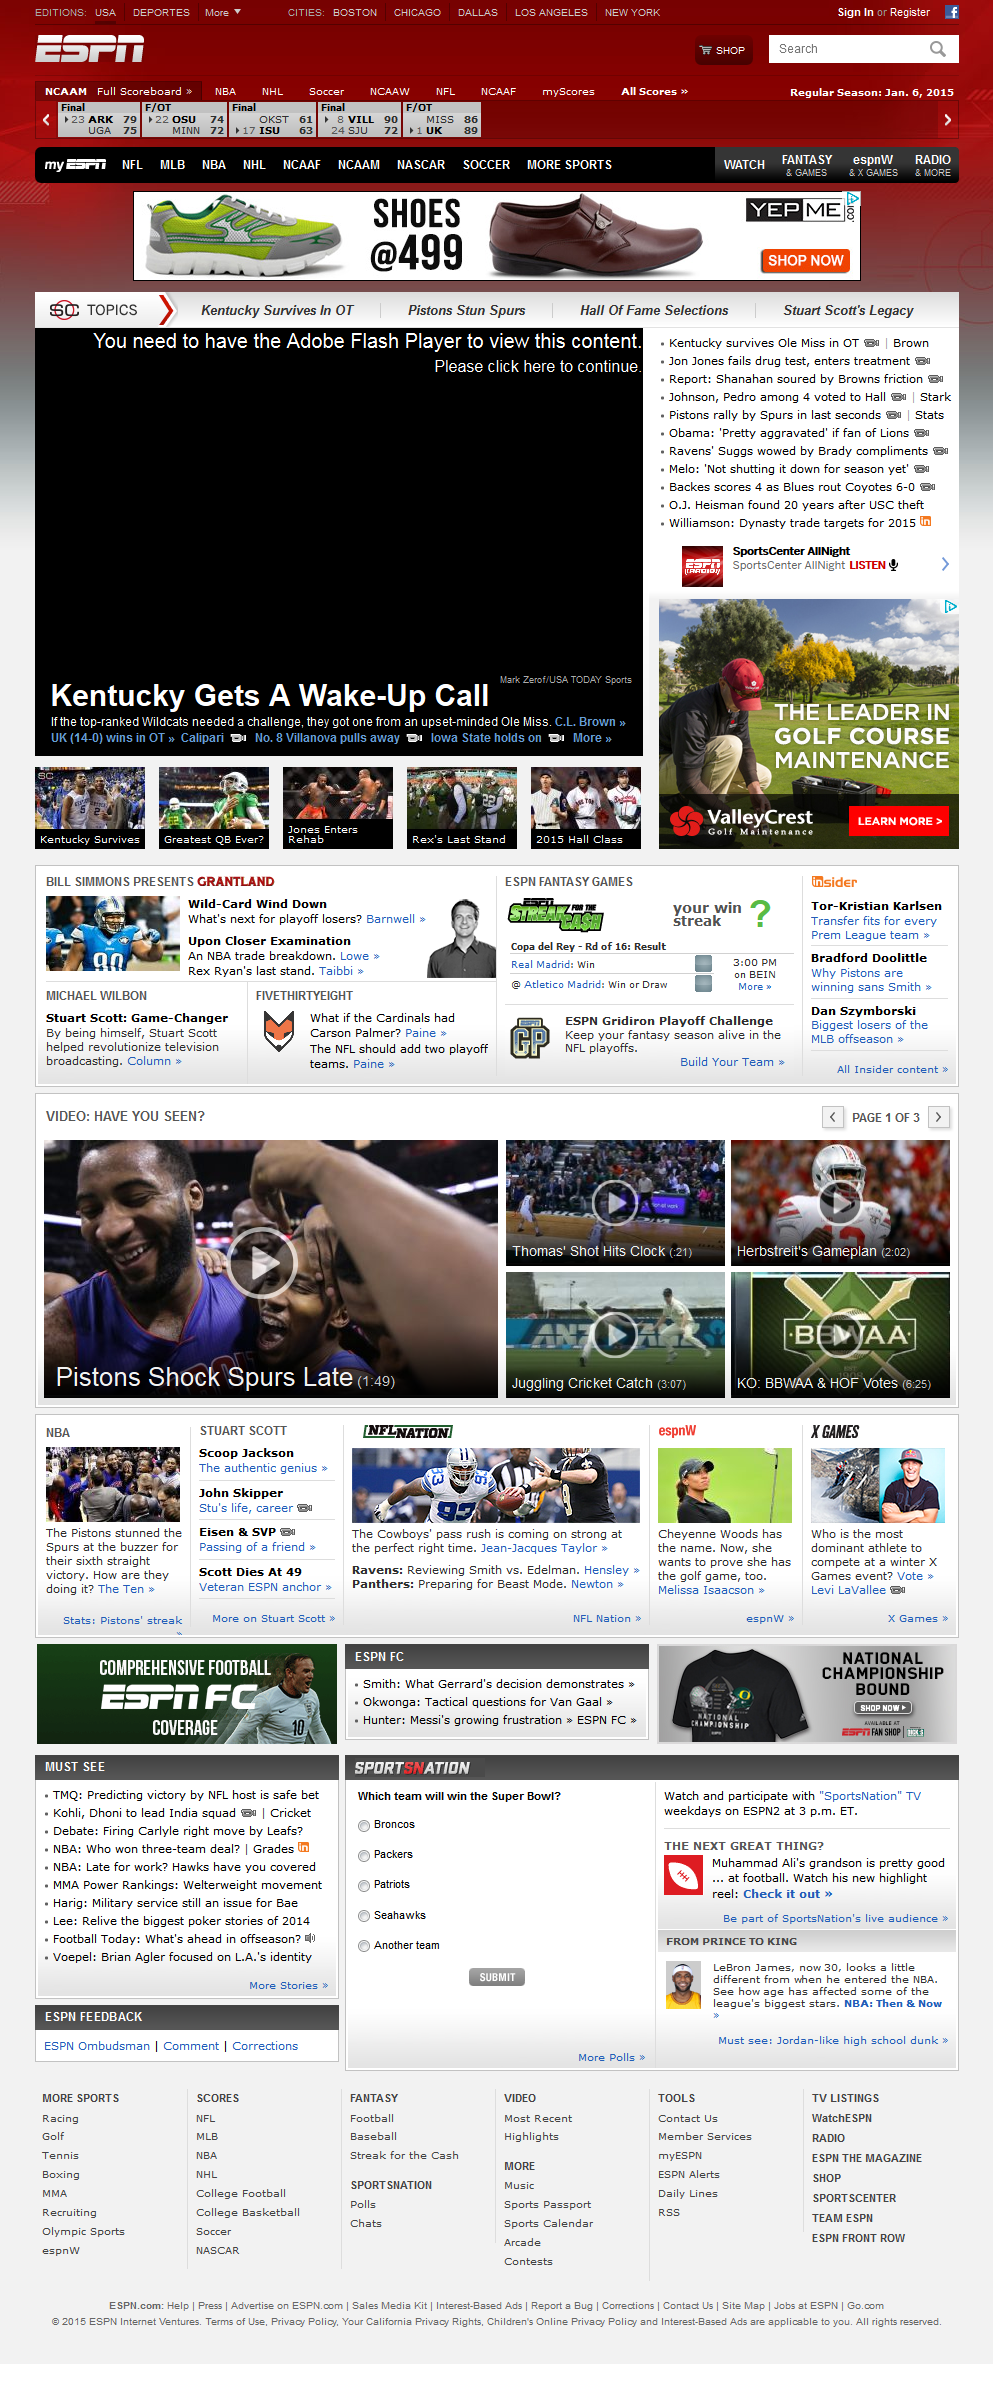 EDITIONS: USA DEPORTES More CITIES: BOSTON CHICAGO DALLAS LOS ANGELES NEW YORK Sign In or Register
ESPN SHOP Search
NCAAM Full Scoreboard » NBA NHL Soccer NCAAW NFL NCAAF myScores All Scores » Regular Season: Jan. 6, 2015
Final F/OT Final Final F/OT
23 ARK 79 22 OSU 74 OKST 61 8 VILL 90 MISS 86
UGA 75 MINN 72 17 ISU 63 24 SJU 72 1 UK 89
my ESPN NFL MLB NBA NHL NCAAF NCAAM NASCAR SOCCER MORE SPORTS WATCH FANTASY & GAMES espnW & X GAMES RADIO & MORE
SHOES
@499
YEPME.com
SHOP NOW
SC TOPICS Kentucky Survives In OT Pistons Stun Spurs Hall Of Fame Selections Stuart Scott's Legacy
You need to have the Adobe Flash Player to view this content.
Please click here to continue.
Mark Zerof/USA TODAY Sports
Kentucky Gets A Wake-Up Call
If the top-ranked Wildcats needed a challenge, they got one from an upset-minded Ole Miss. C.L. Brown »
UK (14-0) wins in OT » Calipari No. 8 Villanova pulls away Iowa State holds on More »
Kentucky survives Ole Miss in OT | Brown
Jon Jones fails drug test, enters treatment
Report: Shanahan soured by Browns friction
Johnson, Pedro among 4 voted to Hall | Stark
Pistons rally by Spurs in last seconds | Stats
Obama: 'Pretty aggravated' if fan of Lions
Ravens' Suggs wowed by Brady compliments
Melo: 'Not shutting it down for season yet'
Backes scores 4 as Blues rout Coyotes 6-0
O.J. Heisman found 20 years after USC theft
Williamson: Dynasty trade targets for 2015 in
ESPN RADIO
SportsCenter AllNight
SportsCenter AllNight LISTEN
THE LEADER IN
GOLF COURSE
MAINTENANCE
ValleyCrest
Golf Maintenance
LEARN MORE >
SC
Kentucky Survives
Greatest QB Ever?
Jones Enters
Rehab
Rex's Last Stand
2015 Hall Class
BILL SIMMONS PRESENTS GRANTLAND
Wild-Card Wind Down
What's next for playoff losers? Barnwell »
Upon Closer Examination
An NBA trade breakdown. Lowe »
Rex Ryan's last stand. Taibbi »
MICHAEL WILBON
Stuart Scott: Game-Changer
By being himself, Stuart Scott
helped revolutionize television
broadcasting. Column »
FIVETHIRTYEIGHT
What if the Cardinals had
Carson Palmer? Paine »
The NFL should add two playoff
teams. Paine »
ESPN FANTASY GAMES
STREAK FOR THE CA$H
your win
streak ?
Copa del Rey - Rd of 16: Result
Real Madrid: Win
@ Atletico Madrid: Win or Draw
3:00 PM
on BEIN
More »
GP
ESPN Gridiron Playoff Challenge
Keep your fantasy season alive in the
NFL playoffs.
Build Your Team »
Insider
Tor-Kristian Karlsen
Transfer fits for every
Prem League team »
Bradford Doolittle
Why Pistons are
winning sans Smith »
Dan Szymborski
Biggest losers of the
MLB offseason »
All Insider content »
VIDEO: HAVE YOU SEEN? PAGE 1 OF 3
Pistons Shock Spurs Late (1:49)
Thomas' Shot Hits Clock (:21)
Herbstreit's Gameplan (2:02)
Juggling Cricket Catch (3:07)
BBWAA
KO: BBWAA & HOF Votes (6:25)
NBA
The Pistons stunned the
Spurs at the buzzer for
their sixth straight
victory. How are they
doing it? The Ten »
Stats: Pistons' streak
»
STUART SCOTT
Scoop Jackson
The authentic genius »
John Skipper
Stu's life, career
Eisen & SVP
Passing of a friend »
Scott Dies At 49
Veteran ESPN anchor »
More on Stuart Scott »
NFL NATION
The Cowboys' pass rush is coming on strong at
the perfect right time. Jean-Jacques Taylor »
Ravens: Reviewing Smith vs. Edelman. Hensley »
Panthers: Preparing for Beast Mode. Newton »
NFL Nation »
espnW
Cheyenne Woods has
the name. Now, she
wants to prove she has
the golf game, too.
Melissa Isaacson »
espnW »
X GAMES
Who is the most
dominant athlete to
compete at a winter X
Games event? Vote »
Levi LaVallee
X Games »
COMPREHENSIVE FOOTBALL
ESPN FC
COVERAGE
10
ESPN FC
Smith: What Gerrard's decision demonstrates »
Okwonga: Tactical questions for Van Gaal »
Hunter: Messi's growing frustration » ESPN FC »
NATIONAL
CHAMPIONSHIP
NATIONAL
CHAMPIONSHIP
BOUND
SHOP NOW
AVAILABLE AT
ESPN FAN SHOP
MUST SEE
TMQ: Predicting victory by NFL host is safe bet
Kohli, Dhoni to lead India squad | Cricket
Debate: Firing Carlyle right move by Leafs?
NBA: Who won three-team deal? | Grades in
NBA: Late for work? Hawks have you covered
MMA Power Rankings: Welterweight movement
Harig: Military service still an issue for Bae
Lee: Relive the biggest poker stories of 2014
Football Today: What's ahead in offseason?
Voepel: Brian Agler focused on L.A.'s identity
More Stories »
ESPN FEEDBACK
ESPN Ombudsman | Comment | Corrections
SPORTSNATION
Which team will win the Super Bowl?
Broncos
Packers
Patriots
Seahawks
Another team
SUBMIT
More Polls »
Watch and participate with "SportsNation" TV
weekdays on ESPN2 at 3 p.m. ET.
THE NEXT GREAT THING?
Muhammad Ali's grandson is pretty good
... at football. Watch his new highlight
reel: Check it out »
Be part of SportsNation's live audience »
FROM PRINCE TO KING
LeBron James, now 30, looks a little
different from when he entered the NBA.
See how age has affected some of the
league's biggest stars. NBA: Then & Now
»
Must see: Jordan-like high school dunk »
MORE SPORTS
Racing
Golf
Tennis
Boxing
MMA
Recruiting
Olympic Sports
espnW
SCORES
NFL
MLB
NBA
NHL
College Football
College Basketball
Soccer
NASCAR
FANTASY
Football
Baseball
Streak for the Cash
SPORTSNATION
Polls
Chats
VIDEO
Most Recent
Highlights
MORE
Music
Sports Passport
Sports Calendar
Arcade
Contests
TOOLS
Contact Us
Member Services
myESPN
ESPN Alerts
Daily Lines
RSS
TV LISTINGS
WatchESPN
RADIO
ESPN THE MAGAZINE
SHOP
SPORTSCENTER
TEAM ESPN
ESPN FRONT ROW
ESPN.com: Help | Press | Advertise on ESPN.com | Sales Media Kit | Interest-Based Ads | Report a Bug | Corrections | Contact Us | Site Map | Jobs at ESPN | Go.com
© 2015 ESPN Internet Ventures. Terms of Use, Privacy Policy, Your California Privacy Rights, Children's Online Privacy Policy and Interest-Based Ads are applicable to you. All rights reserved.